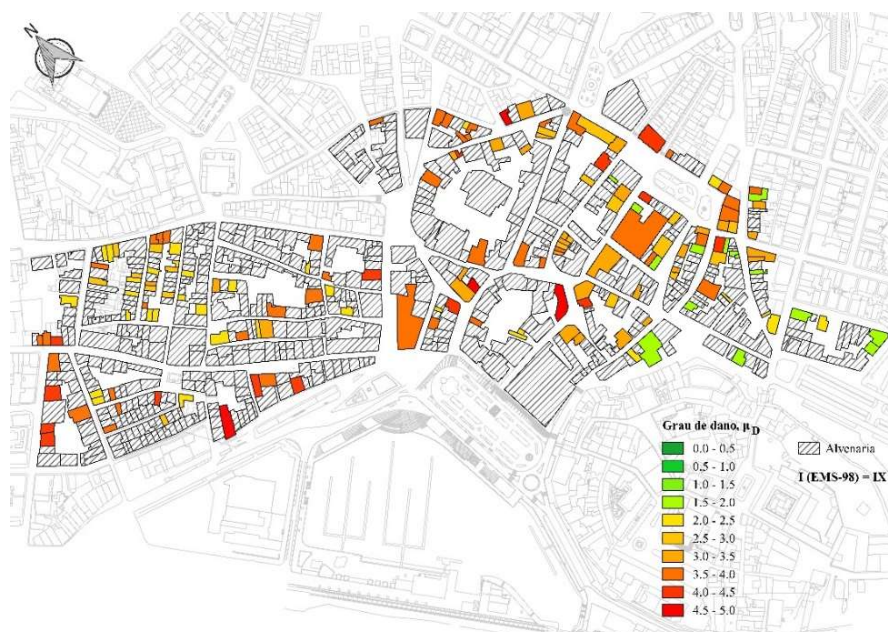 N
Grau de dano, μD
0.0 - 0.5
0.5 - 1.0
1.0 - 1.5
1.5 - 2.0
2.0 - 2.5
2.5 - 3.0
3.0 - 3.5
3.5 - 4.0
4.0 - 4.5
4.5 - 5.0
Alvenaria
I (EMS-98) = IX